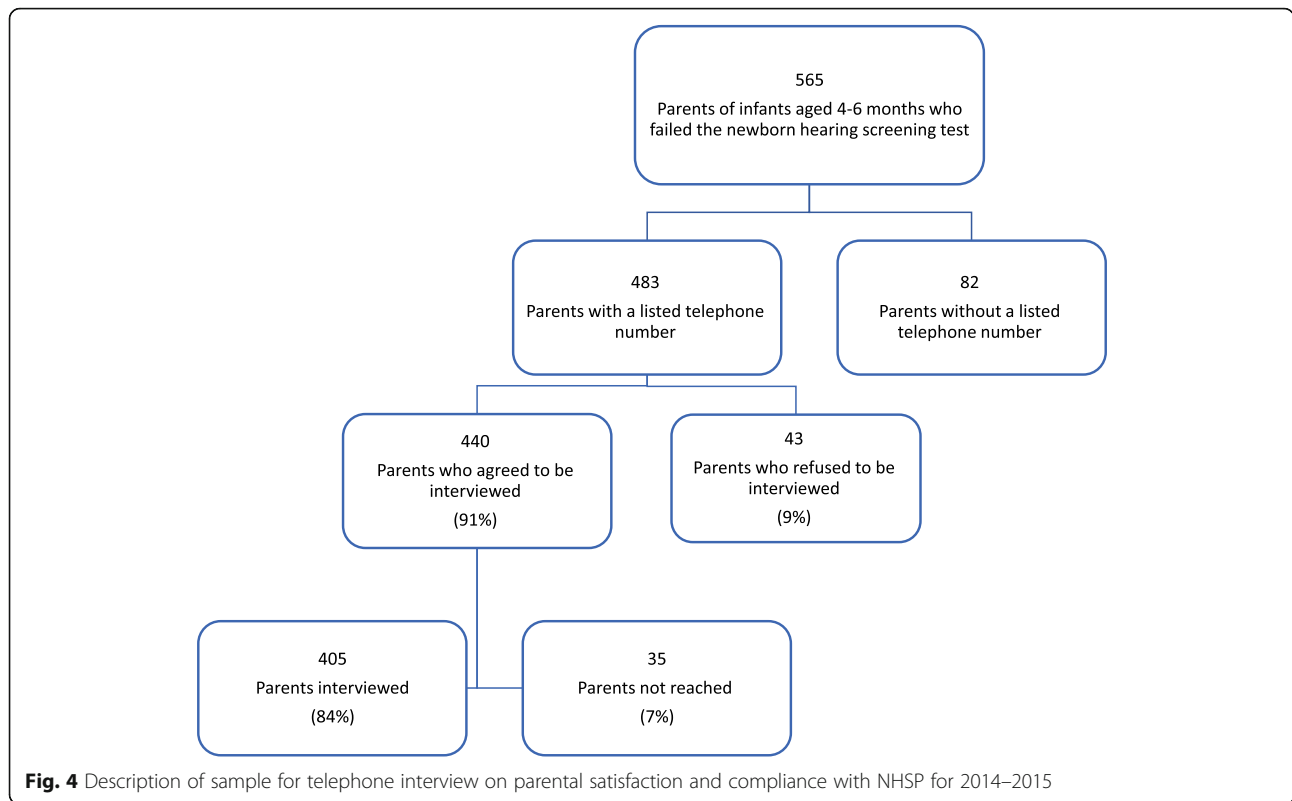 565
Parents of infants aged 4-6 months who
failed the newborn hearing screening test
483
Parents with a listed telephone
number
82
Parents without a listed
telephone number
440
Parents who agreed to be
interviewed
(91%)
43
Parents who refused to be
interviewed
(9%)
405
Parents interviewed
(84%)
35
Parents not reached
(7%)
Fig. 4 Description of sample for telephone interview on parental satisfaction and compliance with NHSP for 2014–2015